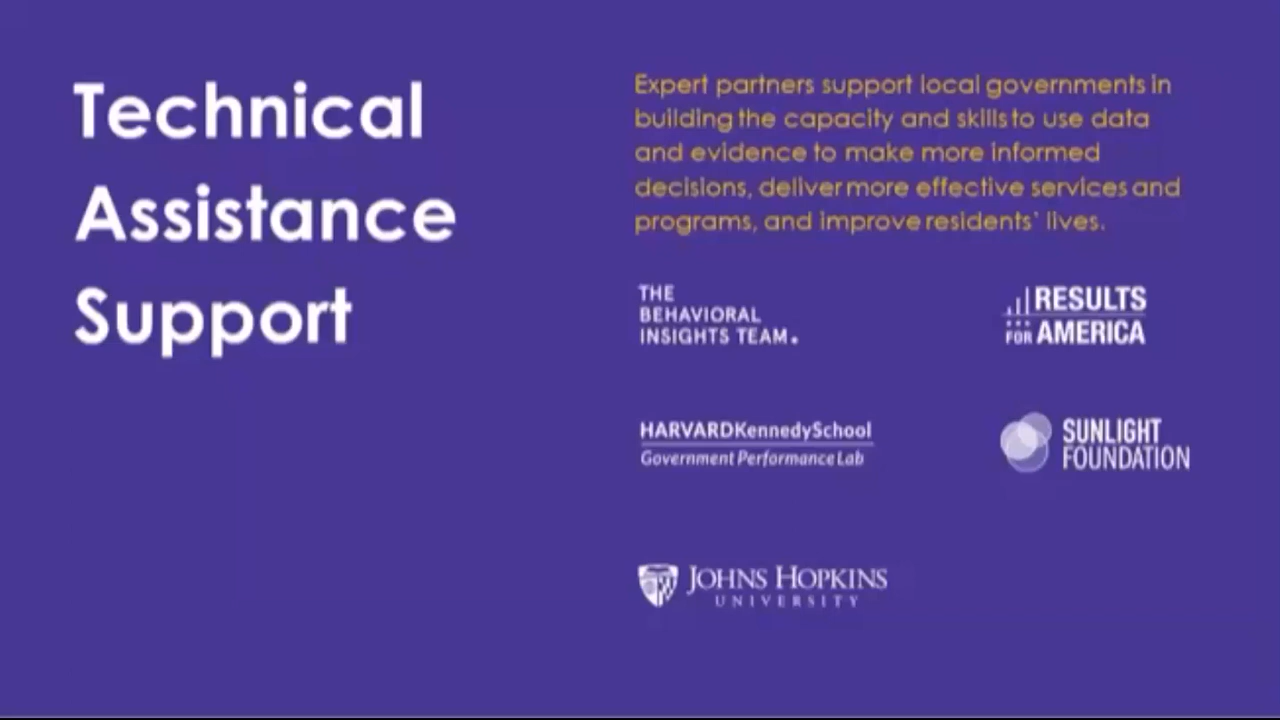 Technical
Assistance
Support
Expert partners support local governments in
building the capacity and skills to use data
and evidence to make more informed
decisions, deliver more effective services and
programs, and improve residents' lives.
THE
BEHAVIORAL
INSIGHTS TEAM.
RESULTS
FOR AMERICA
HARVARDKennedySchool
Government Performance Lab
SUNLIGHT
FOUNDATION
JOHNS HOPKINS
UNIVERSITY